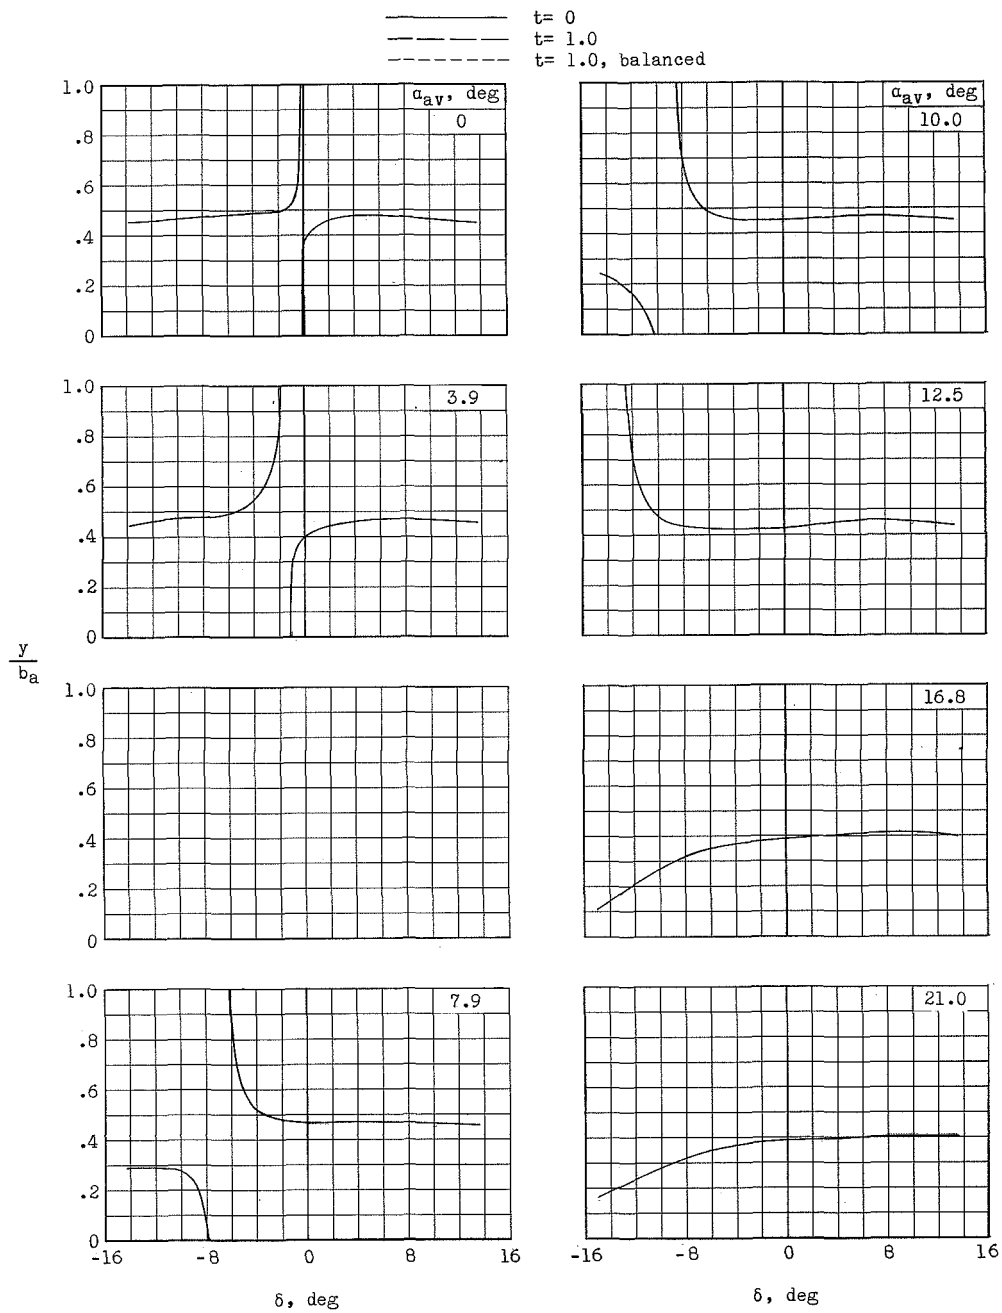 t= 0
t= 1.0
t= 1.0, balanced
1.0
.8
.6
.4
.2
0
α_av, deg
0
α_av, deg
10.0
1.0
.8
.6
.4
.2
0
3.9
12.5
y
b_a
1.0
.8
.6
.4
.2
0
16.8
1.0
.8
.6
.4
.2
0
7.9
21.0
-16 -8 0 8 16
-16 -8 0 8 16
δ, deg
δ, deg